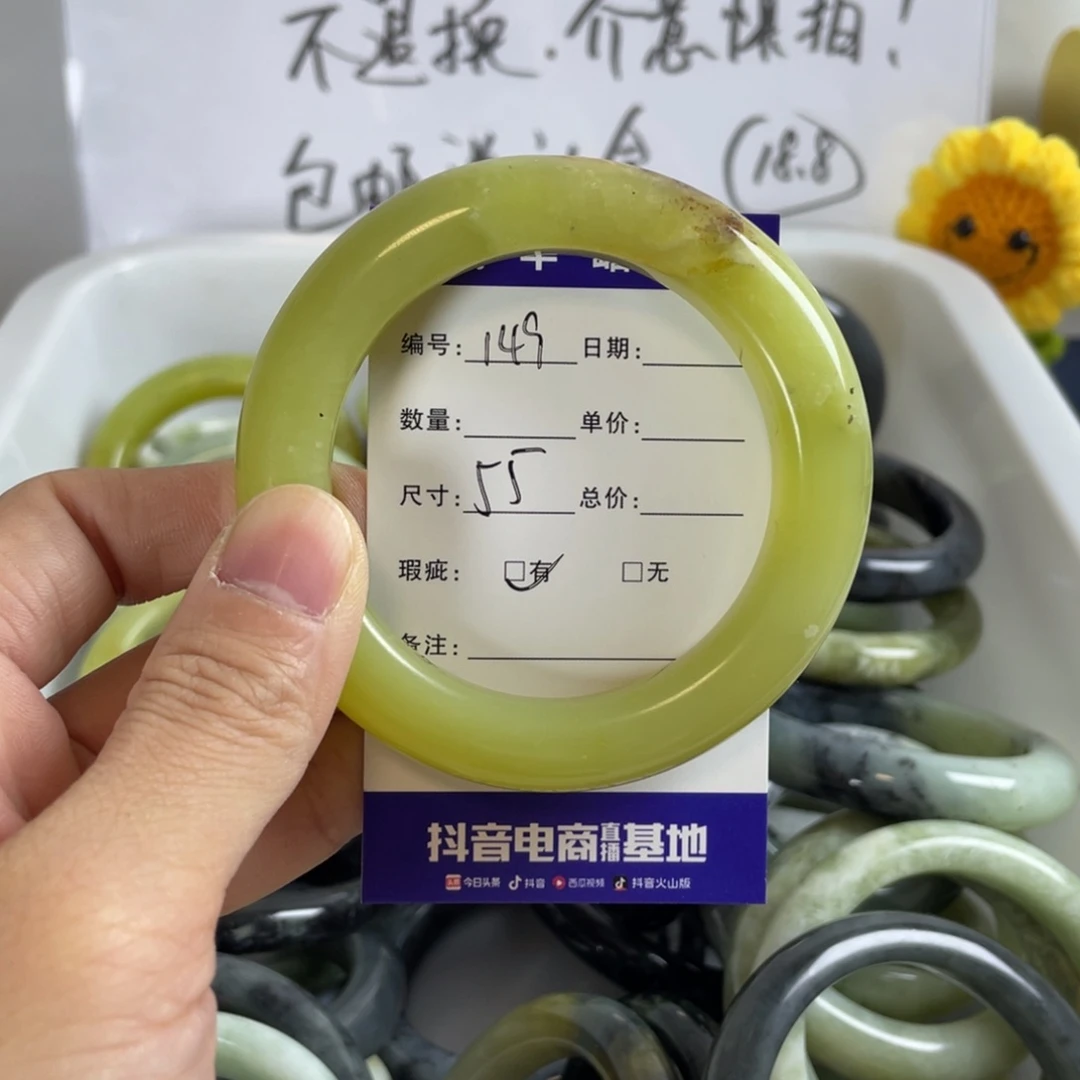 不退换.介意慎拍!
包邮送礼盒 18.8
编号: 149 日期:
数量: 单价:
尺寸: 55 总价:
瑕疵: □有 □无
备注:
抖音电商直播基地
今日头条 抖音 西瓜视频 抖音火山版